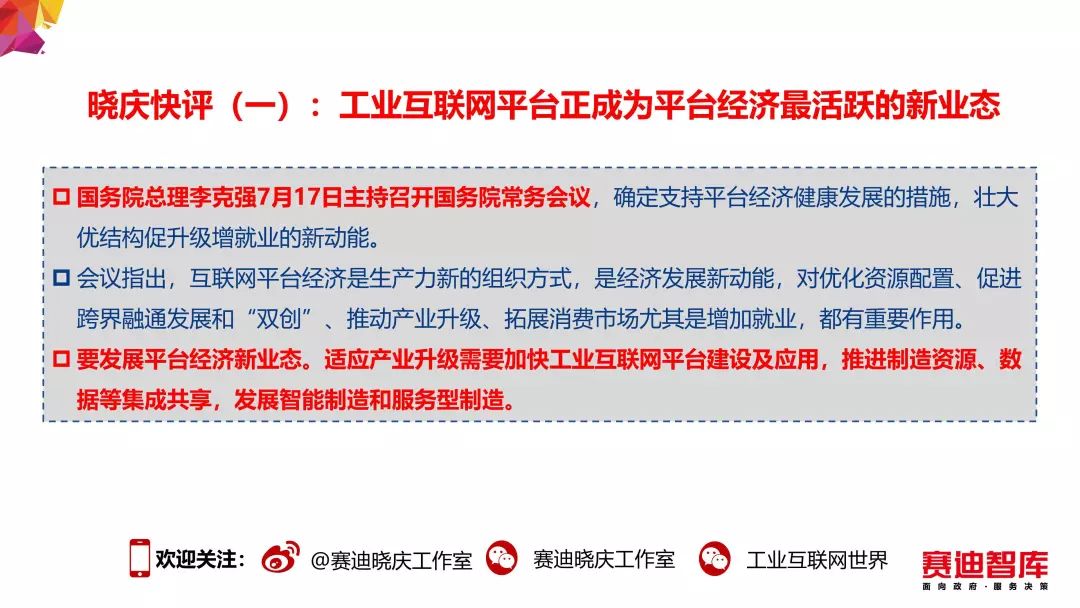 晓庆快评（一）：工业互联网平台正成为平台经济最活跃的新业态
国务院总理李克强7月17日主持召开国务院常务会议，确定支持平台经济健康发展的措施，壮大
优结构促升级增就业的新动能。
会议指出，互联网平台经济是生产力新的组织方式，是经济发展新动能，对优化资源配置、促进
跨界融通发展和“双创”、推动产业升级、拓展消费市场尤其是增加就业，都有重要作用。
要发展平台经济新业态。适应产业升级需要加快工业互联网平台建设及应用，推进制造资源、数
据等集成共享，发展智能制造和服务型制造。
欢迎关注： @赛迪晓庆工作室 赛迪晓庆工作室 工业互联网世界
赛迪智库
面向政府·服务决策